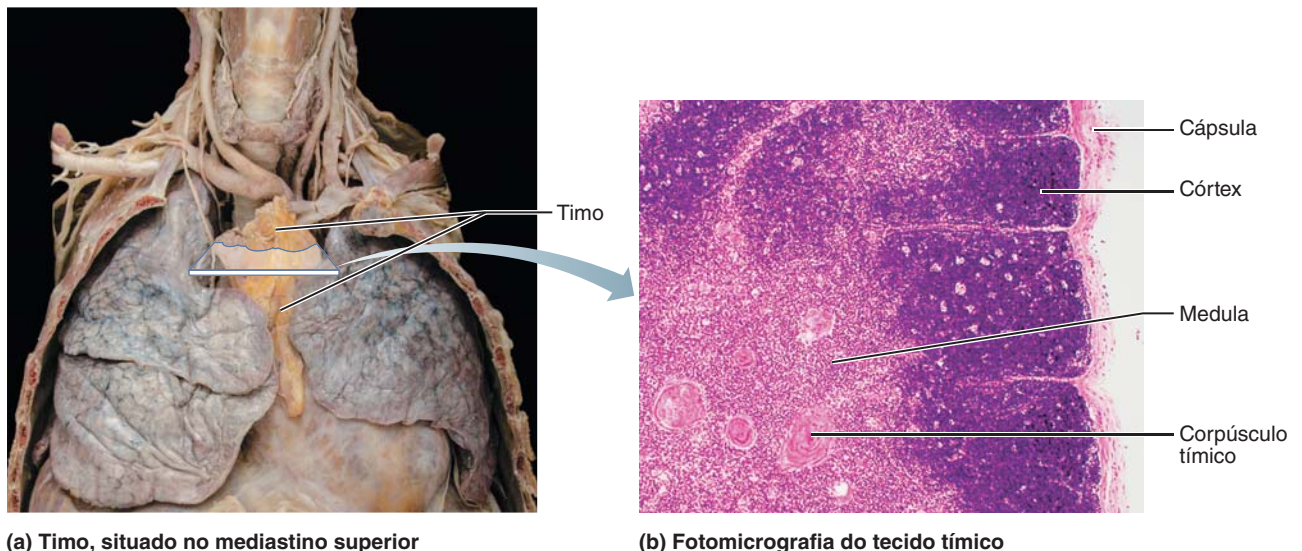 Timo
(a) Timo, situado no mediastino superior
Cápsula
Córtex
Medula
Corpúsculo
tímico
(b) Fotomicrografia do tecido tímico